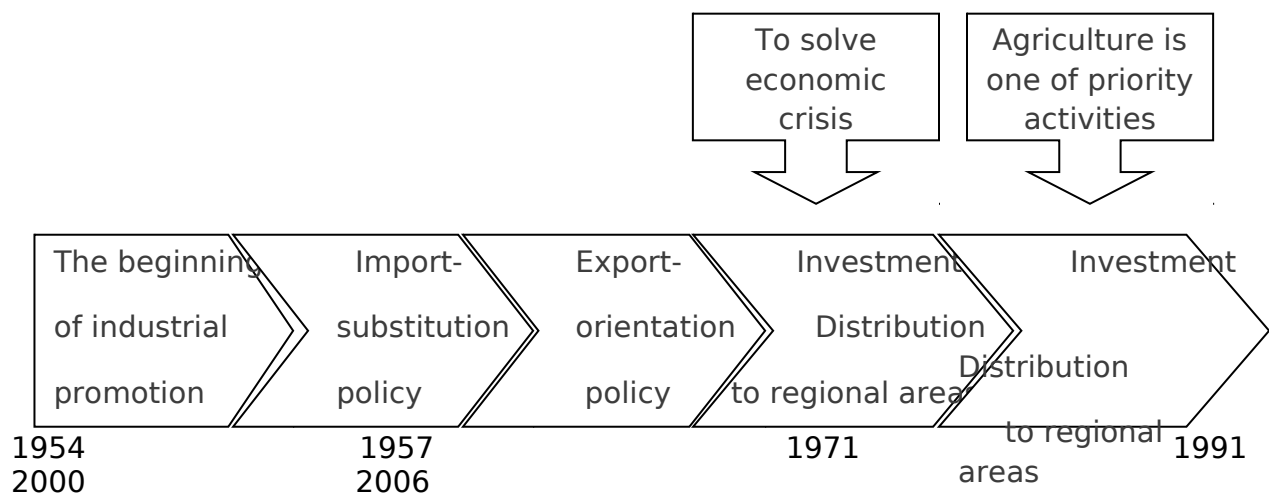 To solve
economic
crisis
Agriculture is
one of priority
activities
The beginning
of industrial
promotion
Import-
substitution
policy
Export-
orientation
policy
Investment
Distribution
to regional areas
Investment
Distribution
to regional
areas
1954 1957 1971 1991
2000 2006